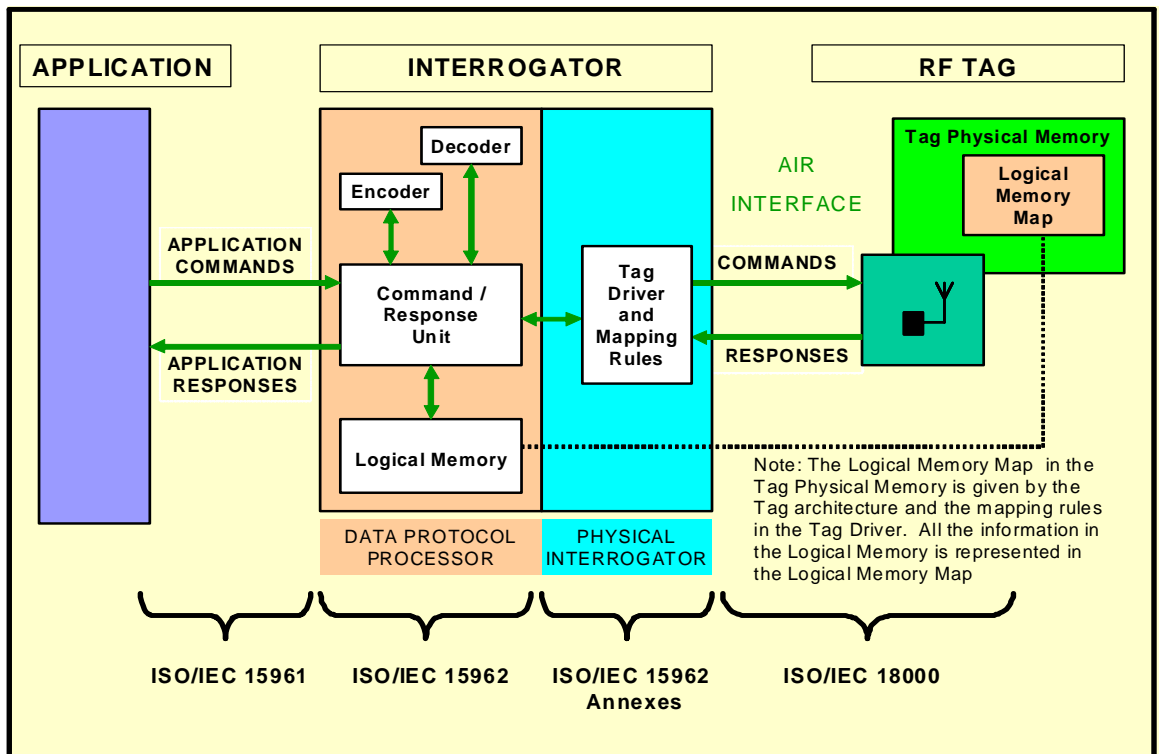 APPLICATION
INTERROGATOR
RF TAG
Decoder
Encoder
Tag Physical Memory
Logical
Memory
Map
AIR
INTERFACE
APPLICATION
COMMANDS
APPLICATION
RESPONSES
Command /
Response
Unit
Tag
Driver
and
Mapping
Rules
COMMANDS
RESPONSES
Logical Memory
Note: The Logical Memory Map in the
Tag Physical Memory is given by the
Tag architecture and the mapping rules
in the Tag Driver. All the information in
the Logical Memory is represented in
the Logical Memory Map
DATA PROTOCOL
PROCESSOR
PHYSICAL
INTERROGATOR
ISO/IEC 15961
ISO/IEC 15962
ISO/IEC 15962
Annexes
ISO/IEC 18000